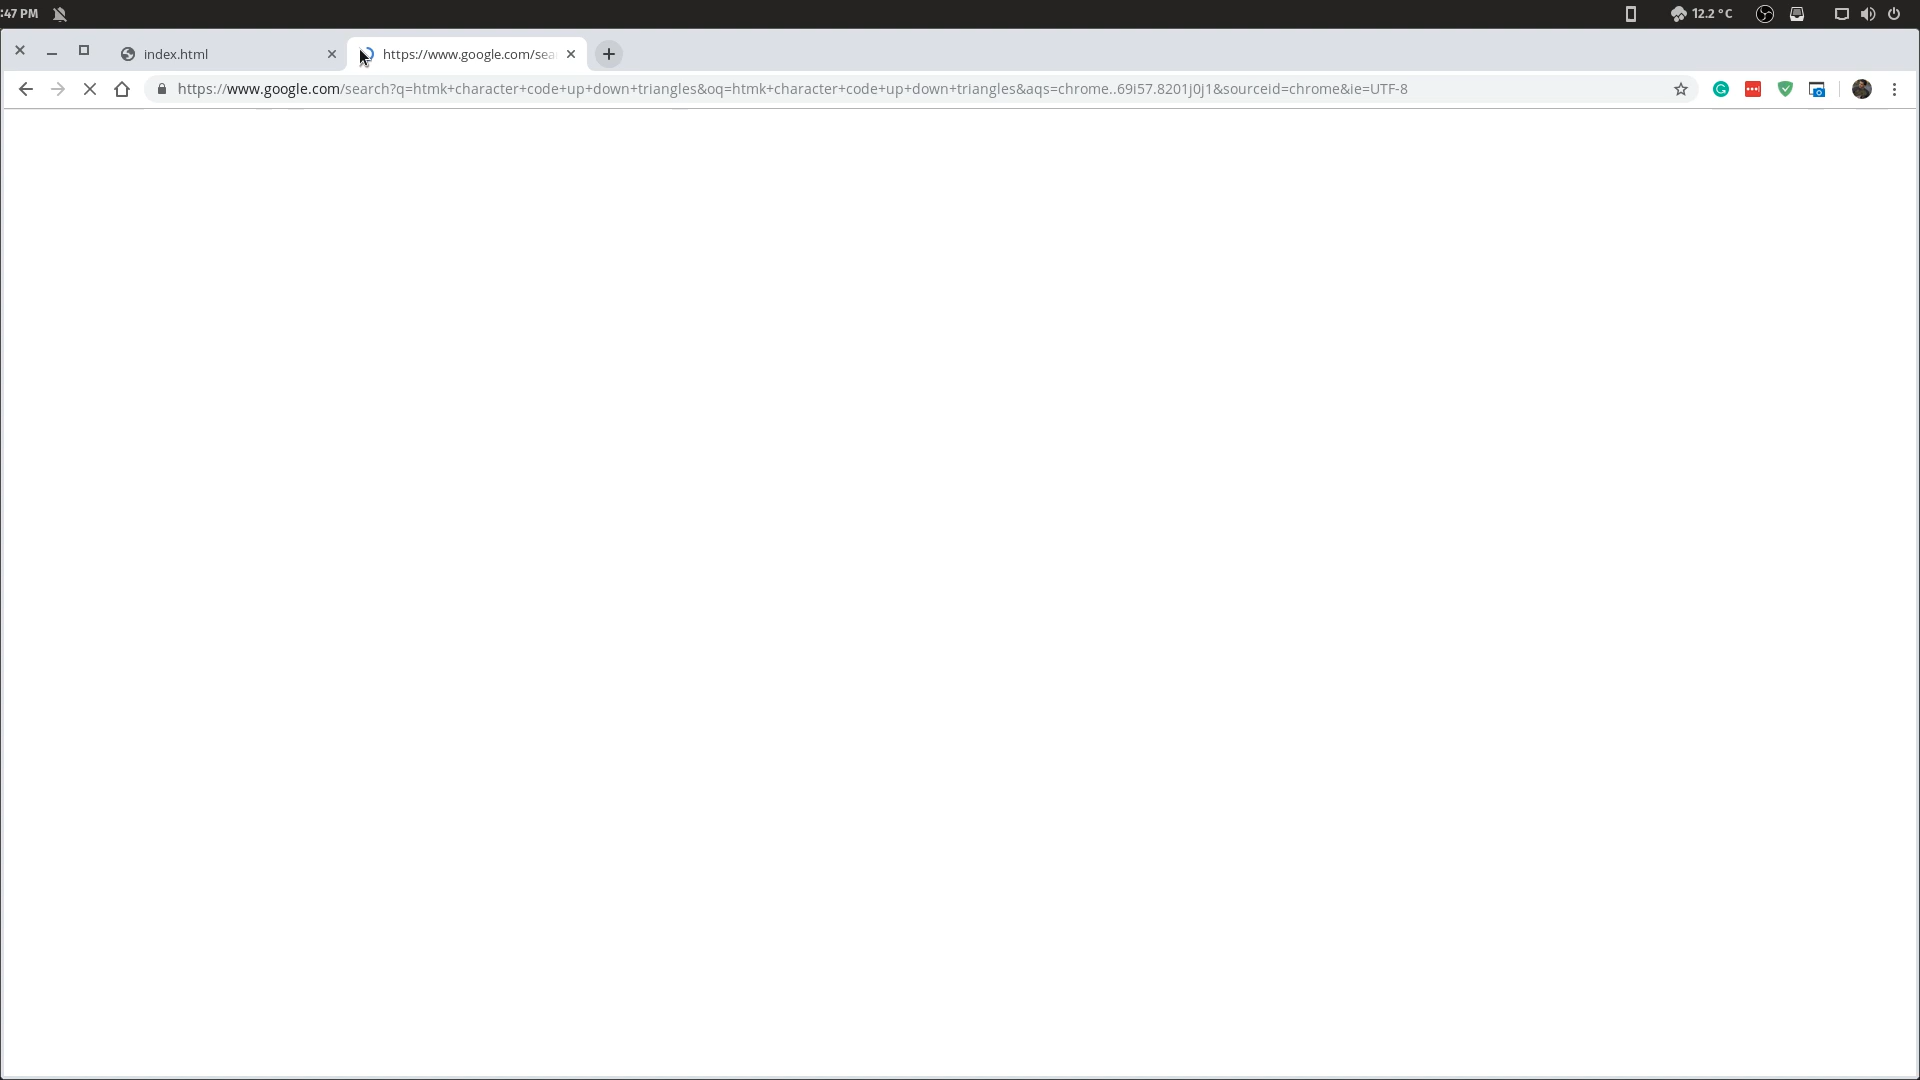 :47 PM
12.2 °C
index.html
https://www.google.com/sea
https://www.google.com/search?q=htmk+character+code+up+down+triangles&oq=htmk+character+code+up+down+triangles&aqs=chrome..69i57.8201j0j1&sourceid=chrome&ie=UTF-8